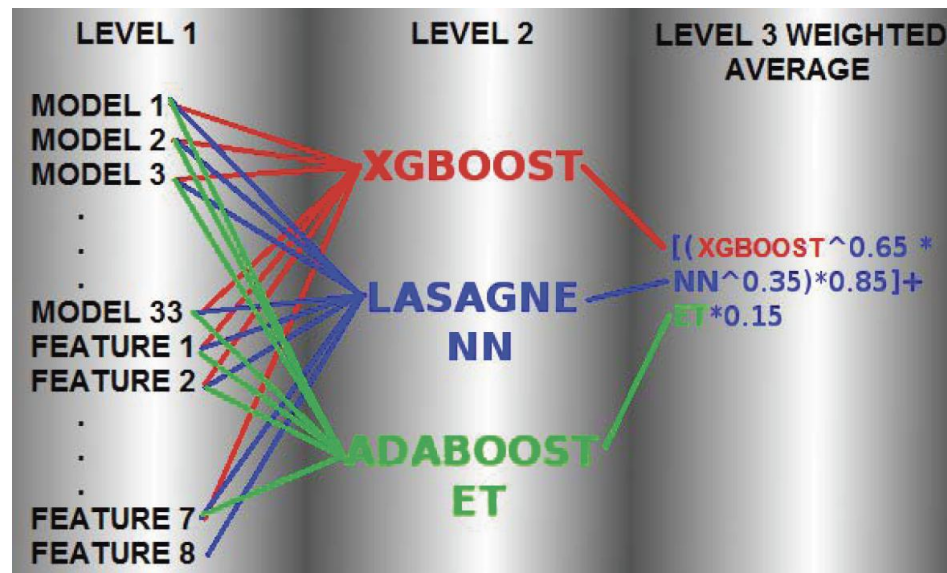 LEVEL 1
MODEL 1
MODEL 2
MODEL 3
.
.
.
MODEL 33
FEATURE 1
FEATURE 2
.
.
.
FEATURE 7
FEATURE 8
LEVEL 2
XGBOOST
LASAGNE
NN
ADABOOST
ET
LEVEL 3 WEIGHTED
AVERAGE
[(XGBOOST^0.65 *
NN^0.35)*0.85]+
ET*0.15